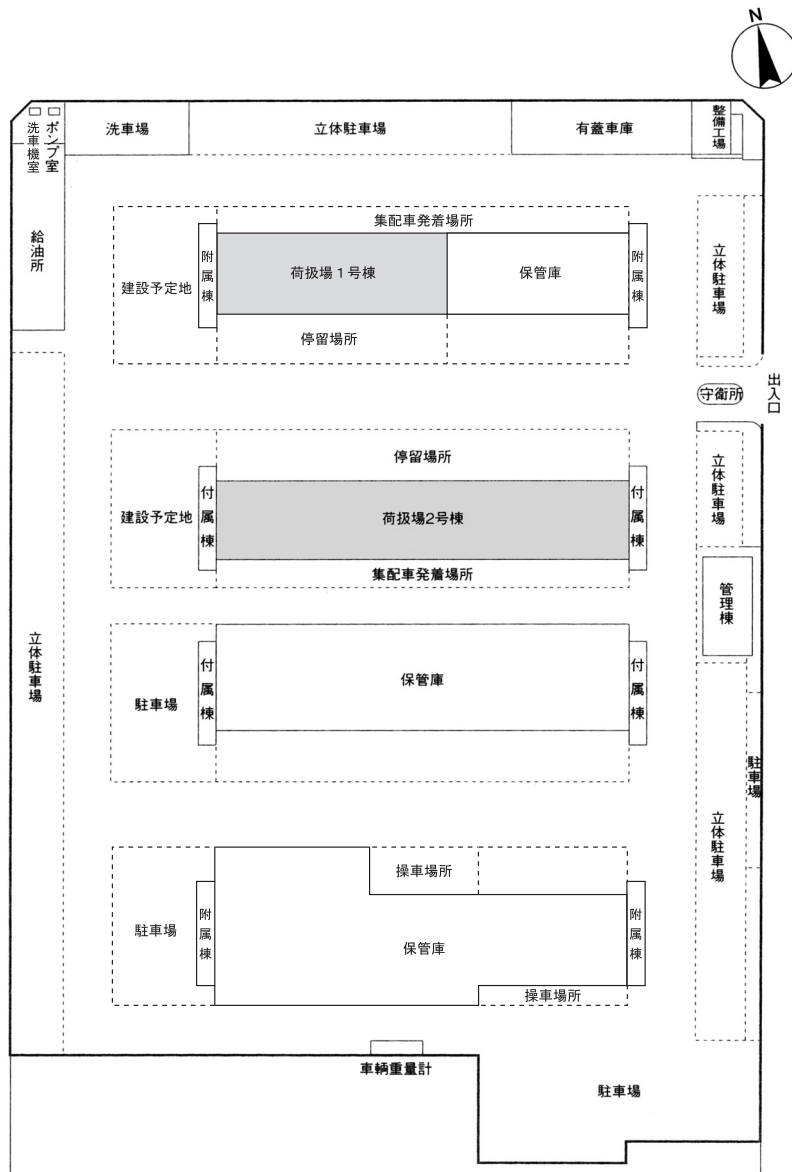 N
洗車機室
ポンプ室
洗車場
立体駐車場
有蓋車庫
整備工場
給油所
集配車発着場所
建設予定地
附属棟
荷扱場１号棟
保管庫
附属棟
停留場所
立体駐車場
守衛所
出入口
停留場所
建設予定地
付属棟
荷扱場2号棟
付属棟
集配車発着場所
立体駐車場
管理棟
立体駐車場
駐車場
付属棟
保管庫
付属棟
駐車場
立体駐車場
操車場所
駐車場
附属棟
保管庫
附属棟
操車場所
車輌重量計
駐車場